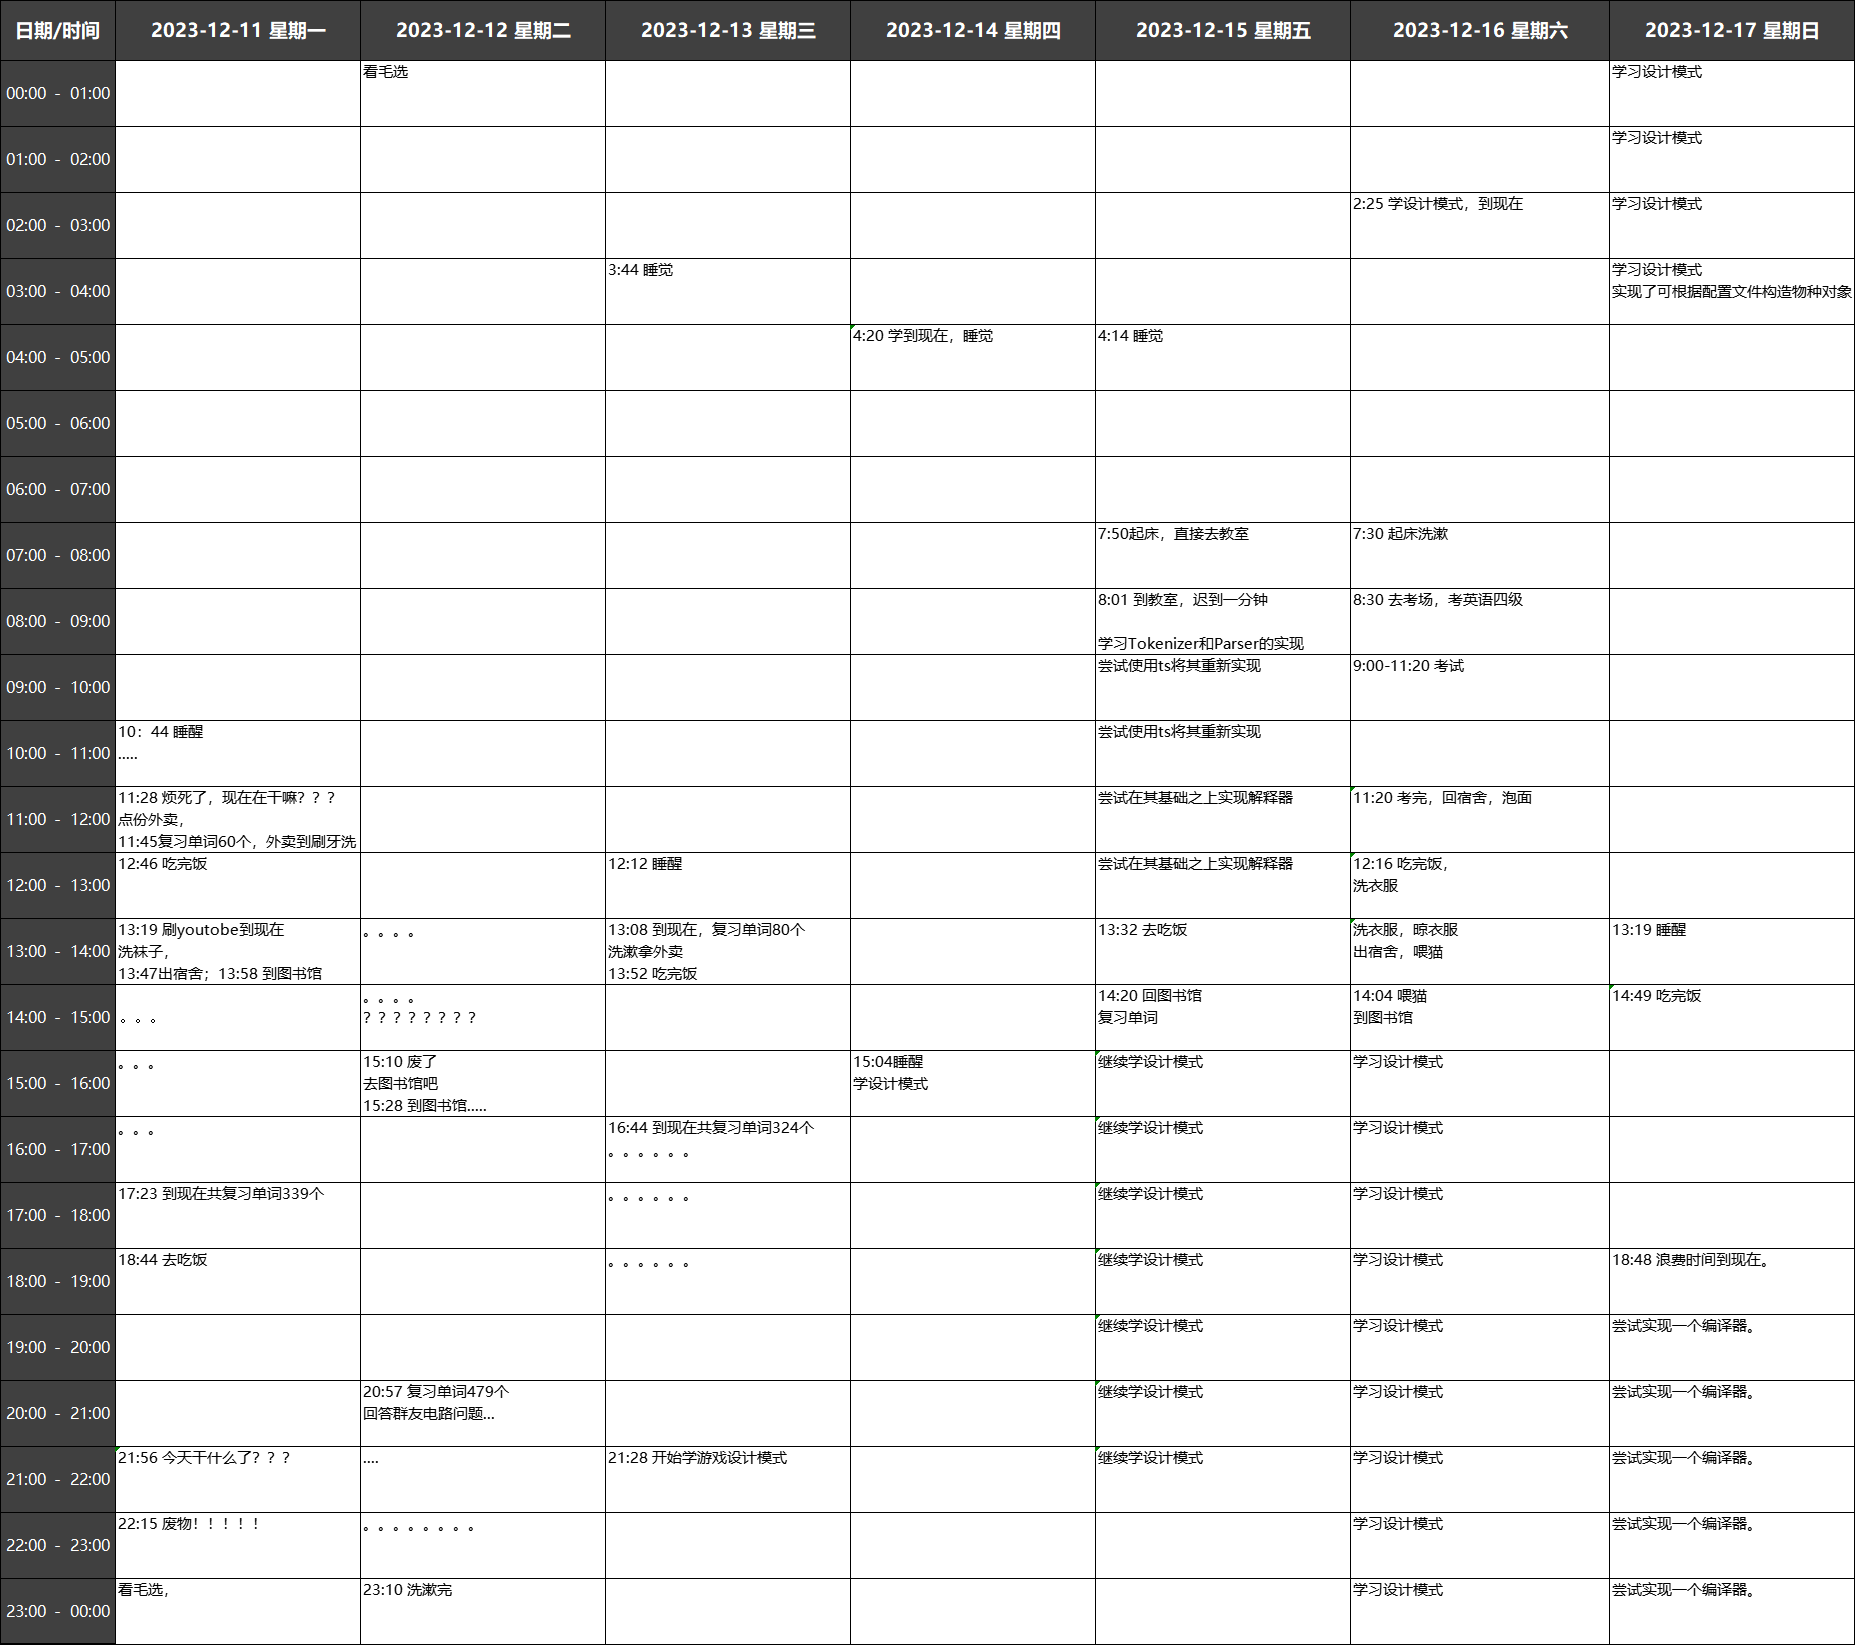 日期/时间 2023-12-11 星期一 2023-12-12 星期二 2023-12-13 星期三 2023-12-14 星期四 2023-12-15 星期五 2023-12-16 星期六 2023-12-17 星期日
00:00 - 01:00
看毛选
学习设计模式
01:00 - 02:00
学习设计模式
02:00 - 03:00
2:25 学设计模式，到现在
学习设计模式
03:00 - 04:00
3:44 睡觉
学习设计模式
实现了可根据配置文件构造物种对象
04:00 - 05:00
4:20 学到现在，睡觉
4:14 睡觉
05:00 - 06:00
06:00 - 07:00
07:00 - 08:00
7:50起床，直接去教室
7:30 起床洗漱
08:00 - 09:00
8:01 到教室，迟到一分钟
学习Tokenizer和Parser的实现
8:30 去考场，考英语四级
09:00 - 10:00
尝试使用ts将其重新实现
9:00-11:20 考试
10:00 - 11:00
10：44 睡醒
.....
尝试使用ts将其重新实现
11:00 - 12:00
11:28 烦死了，现在在干嘛？？？
点份外卖，
11:45复习单词60个，外卖到刷牙洗
尝试在其基础之上实现解释器
11:20 考完，回宿舍，泡面
12:00 - 13:00
12:46 吃完饭
12:12 睡醒
尝试在其基础之上实现解释器
12:16 吃完饭，
洗衣服
13:00 - 14:00
13:19 刷youtobe到现在
洗袜子，
13:47出宿舍；13:58 到图书馆
。。。。
13:08 到现在，复习单词80个
洗漱拿外卖
13:52 吃完饭
13:32 去吃饭
洗衣服，晾衣服
出宿舍，喂猫
13:19 睡醒
14:00 - 15:00
。。。
。。。。
？？？？？？？？
14:20 回图书馆
复习单词
14:04 喂猫
到图书馆
14:49 吃完饭
15:00 - 16:00
。。。
15:10 废了
去图书馆吧
15:28 到图书馆.....
15:04睡醒
学设计模式
继续学设计模式
学习设计模式
16:00 - 17:00
。。。
16:44 到现在共复习单词324个
。。。。。。
继续学设计模式
学习设计模式
17:00 - 18:00
17:23 到现在共复习单词339个
。。。。。。
继续学设计模式
学习设计模式
18:00 - 19:00
18:44 去吃饭
。。。。。。
继续学设计模式
学习设计模式
18:48 浪费时间到现在。
19:00 - 20:00
继续学设计模式
学习设计模式
尝试实现一个编译器。
20:00 - 21:00
20:57 复习单词479个
回答群友电路问题...
继续学设计模式
学习设计模式
尝试实现一个编译器。
21:00 - 22:00
21:56 今天干什么了？？？
....
21:28 开始学游戏设计模式
继续学设计模式
学习设计模式
尝试实现一个编译器。
22:00 - 23:00
22:15 废物！！！！！
。。。。。。。。
学习设计模式
尝试实现一个编译器。
23:00 - 00:00
看毛选，
23:10 洗漱完
学习设计模式
尝试实现一个编译器。